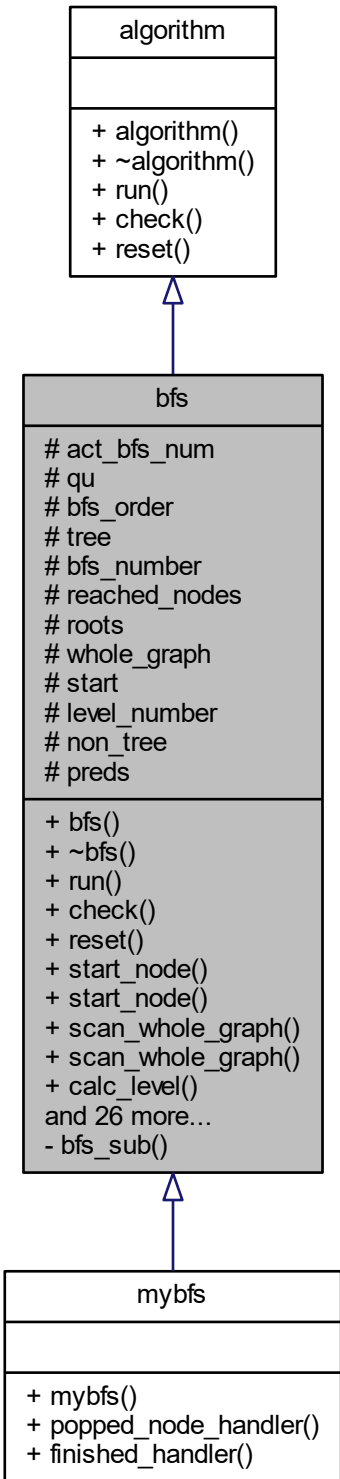 algorithm
+ algorithm()
+ ~algorithm()
+ run()
+ check()
+ reset()
bfs
# act_bfs_num
# qu
# bfs_order
# tree
# bfs_number
# reached_nodes
# roots
# whole_graph
# start
# level_number
# non_tree
# preds
+ bfs()
+ ~bfs()
+ run()
+ check()
+ reset()
+ start_node()
+ start_node()
+ scan_whole_graph()
+ scan_whole_graph()
+ calc_level()
and 26 more...
- bfs_sub()
mybfs
+ mybfs()
+ popped_node_handler()
+ finished_handler()